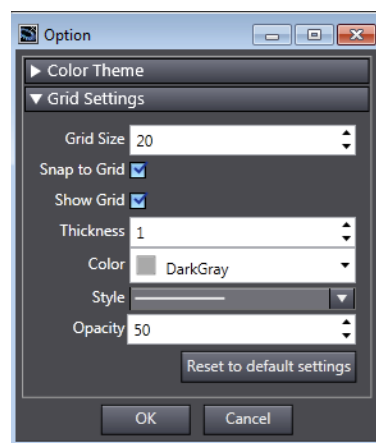 Option
Color Theme
Grid Settings
Grid Size 20
Snap to Grid
Show Grid
Thickness 1
Color DarkGray
Style
Opacity 50
Reset to default settings
OK Cancel